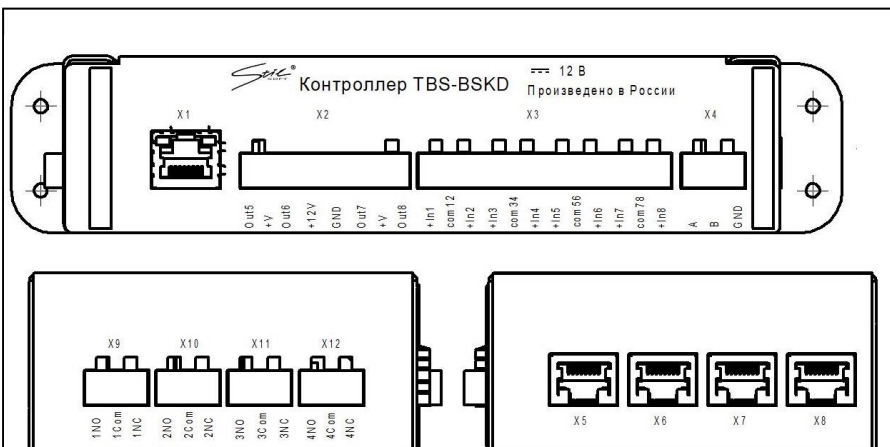 Stilsoft®
Контроллер TBS-BSKD
12 В
Произведено в России
X1 X2 X3 X4
Out5 +V Out6 +12V GND Out7 +V Out8 +In1 com12 +In2 +In3 com34 +In4 +In5 com56 +In6 +In7 com78 +In8 A B GND
X9 X10 X11 X12
1NO 1Com 1NC 2NO 2Com 2NC 3NO 3Com 3NC 4NO 4Com 4NC
X5 X6 X7 X8